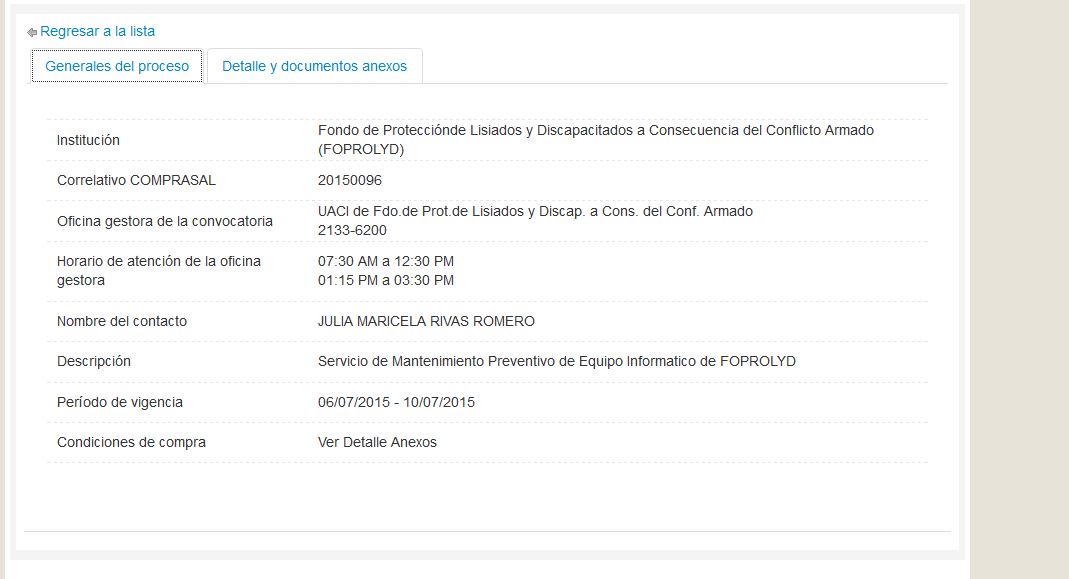 Regresar a la lista
Generales del proceso
Detalle y documentos anexos
Institución
Fondo de Protecciónde Lisiados y Discapacitados a Consecuencia del Conflicto Armado
(FOPROLYD)
Correlativo COMPRASAL
20150096
Oficina gestora de la convocatoria
UACI de Fdo.de Prot.de Lisiados y Discap. a Cons. del Conf. Armado
2133-6200
Horario de atención de la oficina
gestora
07:30 AM a 12:30 PM
01:15 PM a 03:30 PM
Nombre del contacto
JULIA MARICELA RIVAS ROMERO
Descripción
Servicio de Mantenimiento Preventivo de Equipo Informatico de FOPROLYD
Período de vigencia
06/07/2015 - 10/07/2015
Condiciones de compra
Ver Detalle Anexos